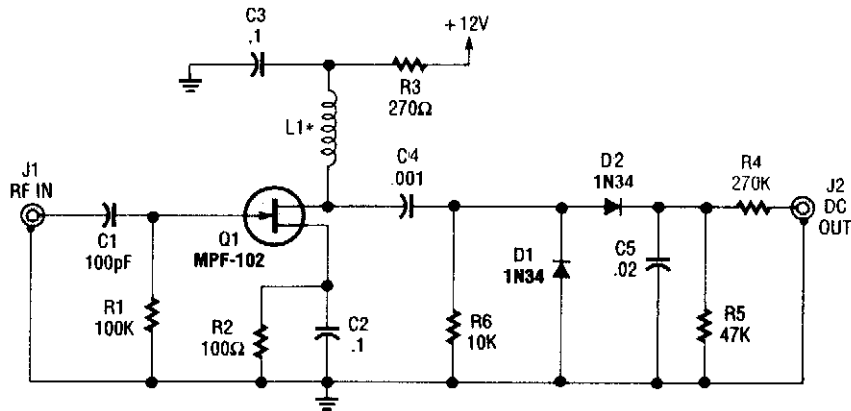 C3
.1
+12V
R3
270Ω
L1*
J1
RF IN
C4
.001
D2
1N34
R4
270K
J2
DC
OUT
C1
100pF
Q1
MPF-102
D1
1N34
C5
.02
R1
100K
R2
100Ω
C2
.1
R6
10K
R5
47K